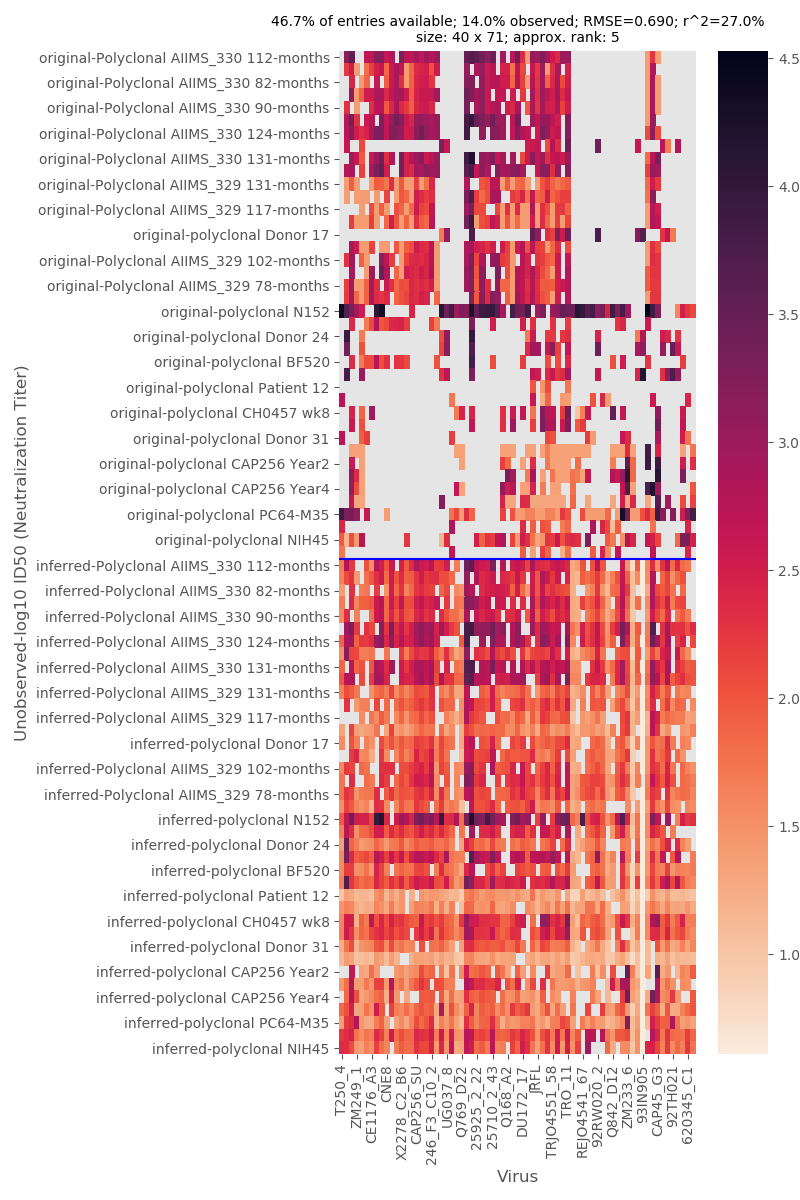 46.7% of entries available; 14.0% observed; RMSE=0.690; r^2=27.0%
size: 40 x 71; approx. rank: 5
original-Polyclonal AIIMS_330 112-months
original-Polyclonal AIIMS_330 82-months
original-Polyclonal AIIMS_330 90-months
original-Polyclonal AIIMS_330 124-months
original-Polyclonal AIIMS_330 131-months
original-Polyclonal AIIMS_329 131-months
original-Polyclonal AIIMS_329 117-months
original-polyclonal Donor 17
original-Polyclonal AIIMS_329 102-months
original-Polyclonal AIIMS_329 78-months
original-polyclonal N152
original-polyclonal Donor 24
original-polyclonal BF520
original-polyclonal Patient 12
original-polyclonal CH0457 wk8
original-polyclonal Donor 31
original-polyclonal CAP256 Year2
original-polyclonal CAP256 Year4
original-polyclonal PC64-M35
original-polyclonal NIH45
inferred-Polyclonal AIIMS_330 112-months
inferred-Polyclonal AIIMS_330 82-months
inferred-Polyclonal AIIMS_330 90-months
inferred-Polyclonal AIIMS_330 124-months
inferred-Polyclonal AIIMS_330 131-months
inferred-Polyclonal AIIMS_329 131-months
inferred-Polyclonal AIIMS_329 117-months
inferred-polyclonal Donor 17
inferred-Polyclonal AIIMS_329 102-months
inferred-Polyclonal AIIMS_329 78-months
inferred-polyclonal N152
inferred-polyclonal Donor 24
inferred-polyclonal BF520
inferred-polyclonal Patient 12
inferred-polyclonal CH0457 wk8
inferred-polyclonal Donor 31
inferred-polyclonal CAP256 Year2
inferred-polyclonal CAP256 Year4
inferred-polyclonal PC64-M35
inferred-polyclonal NIH45
Unobserved-log10 ID50 (Neutralization Titer)
T250_4
ZM249_1
CE1176_A3
CNE8
X2278_C2_B6
CAP256_SU
246_F3_C10_2
UG037_8
Q769_D22
25925_2_22
25710_2_43
Q168_A2
DU172_17
JRFL
TRJO4551_58
TRO_11
REJO4541_67
92RW020_2
Q842_D12
ZM233_6
93IN905
CAP45_G3
92TH021
620345_C1
Virus
4.5
4.0
3.5
3.0
2.5
2.0
1.5
1.0